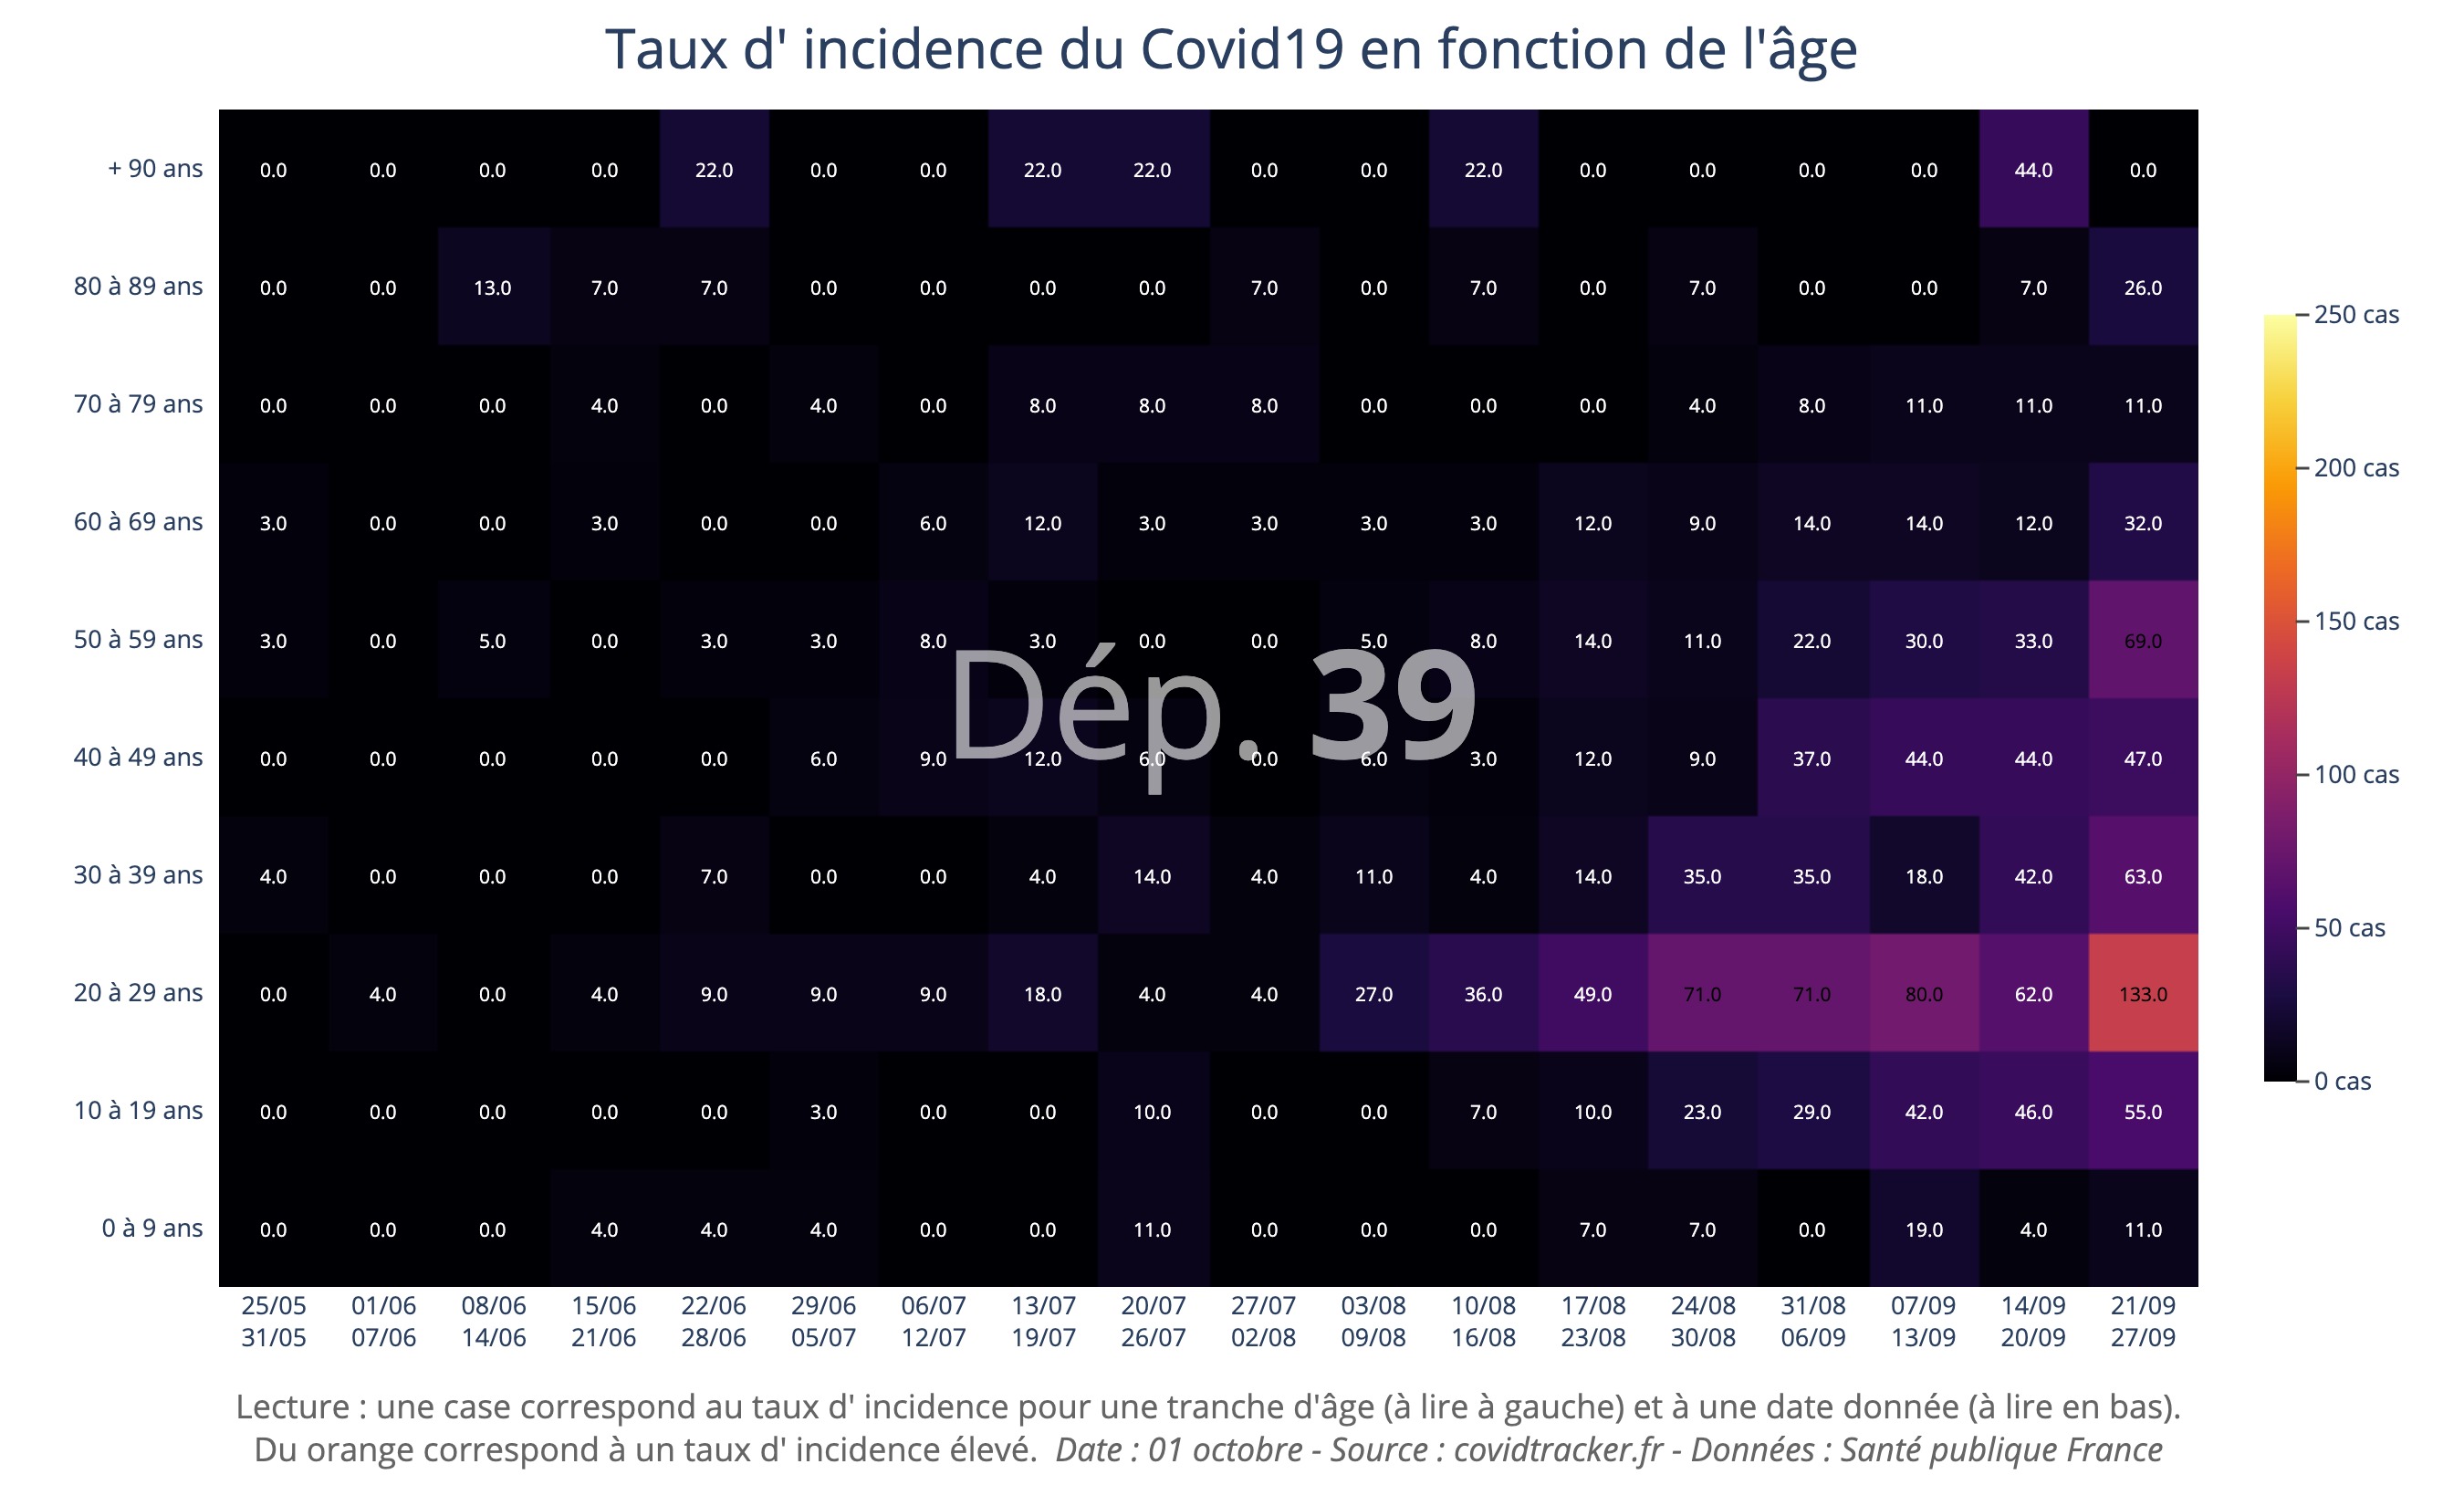 Taux d' incidence du Covid19 en fonction de l'âge
+ 90 ans 0.0 0.0 0.0 0.0 22.0 0.0 0.0 22.0 22.0 0.0 0.0 22.0 0.0 0.0 0.0 0.0 44.0 0.0
80 à 89 ans 0.0 0.0 13.0 7.0 7.0 0.0 0.0 0.0 0.0 7.0 0.0 7.0 0.0 7.0 0.0 0.0 7.0 26.0
70 à 79 ans 0.0 0.0 0.0 4.0 0.0 4.0 0.0 8.0 8.0 8.0 0.0 0.0 0.0 4.0 8.0 11.0 11.0 11.0
60 à 69 ans 3.0 0.0 0.0 3.0 0.0 0.0 6.0 12.0 3.0 3.0 3.0 3.0 12.0 9.0 14.0 14.0 12.0 32.0
50 à 59 ans 3.0 0.0 5.0 0.0 3.0 3.0 8.0 3.0 0.0 0.0 5.0 8.0 14.0 11.0 22.0 30.0 33.0 69.0
Dép. 39
40 à 49 ans 0.0 0.0 0.0 0.0 0.0 6.0 9.0 12.0 6.0 0.0 6.0 3.0 12.0 9.0 37.0 44.0 44.0 47.0
30 à 39 ans 4.0 0.0 0.0 0.0 7.0 0.0 0.0 4.0 14.0 4.0 11.0 4.0 14.0 35.0 35.0 18.0 42.0 63.0
20 à 29 ans 0.0 4.0 0.0 4.0 9.0 9.0 9.0 18.0 4.0 4.0 27.0 36.0 49.0 71.0 71.0 80.0 62.0 133.0
10 à 19 ans 0.0 0.0 0.0 0.0 0.0 3.0 0.0 0.0 10.0 0.0 0.0 7.0 10.0 23.0 29.0 42.0 46.0 55.0
0 à 9 ans 0.0 0.0 0.0 4.0 4.0 4.0 0.0 0.0 11.0 0.0 0.0 0.0 7.0 7.0 0.0 19.0 4.0 11.0
25/05 01/06 08/06 15/06 22/06 29/06 06/07 13/07 20/07 27/07 03/08 10/08 17/08 24/08 31/08 07/09 14/09 21/09
31/05 07/06 14/06 21/06 28/06 05/07 12/07 19/07 26/07 02/08 09/08 16/08 23/08 30/08 06/09 13/09 20/09 27/09
250 cas
200 cas
150 cas
100 cas
50 cas
0 cas
Lecture : une case correspond au taux d' incidence pour une tranche d'âge (à lire à gauche) et à une date donnée (à lire en bas).
Du orange correspond à un taux d' incidence élevé. Date : 01 octobre - Source : covidtracker.fr - Données : Santé publique France